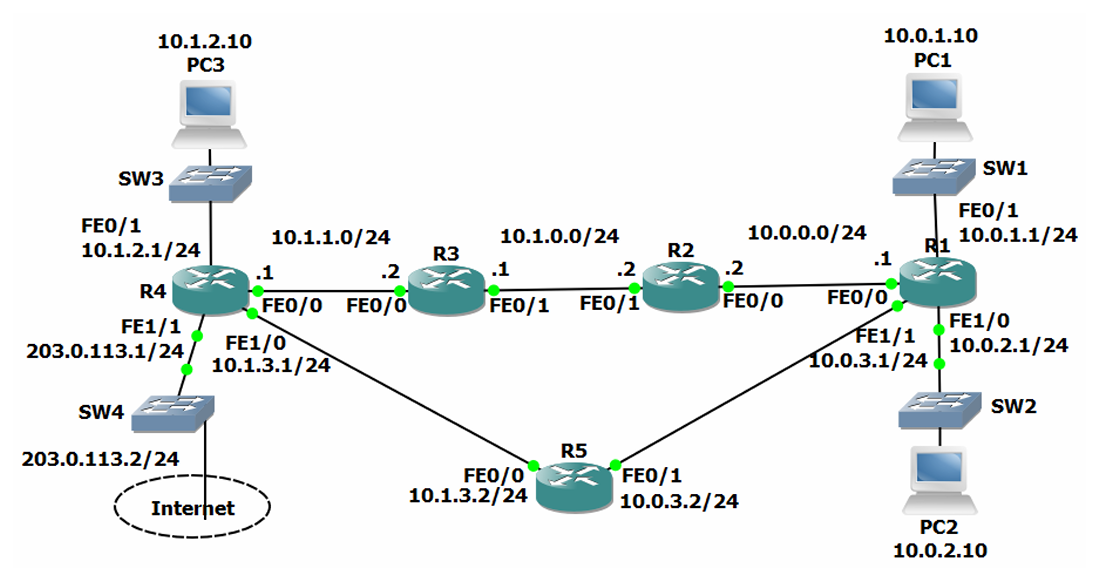 10.1.2.10
PC3
10.0.1.10
PC1
SW3
SW1
FE0/1
10.1.2.1/24
FE0/1
10.0.1.1/24
10.1.1.0/24
10.1.0.0/24
10.0.0.0/24
R4
.1
FE0/0
.2
FE0/0
R3
.1
FE0/1
.2
FE0/1
R2
.2
FE0/0
.1
FE0/0
R1
FE1/1
203.0.113.1/24
FE1/0
10.1.3.1/24
FE1/1
10.0.3.1/24
FE1/0
10.0.2.1/24
SW4
SW2
203.0.113.2/24
Internet
R5
FE0/0
10.1.3.2/24
FE0/1
10.0.3.2/24
PC2
10.0.2.10